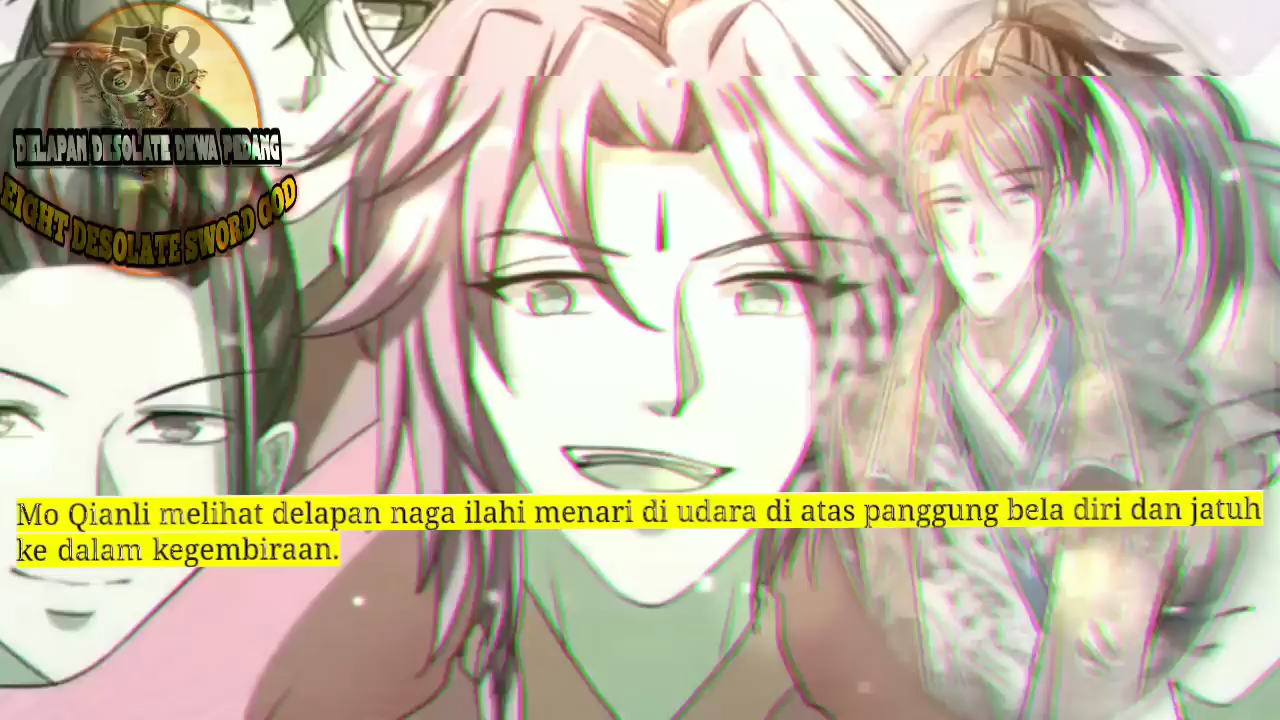 58
DELAPAN DESOLATE DEWA PEDANG
EIGHT DESOLATE SWORD GOD
Mo Qianli melihat delapan naga ilahi menari di udara di atas panggung bela diri dan jatuh
ke dalam kegembiraan.